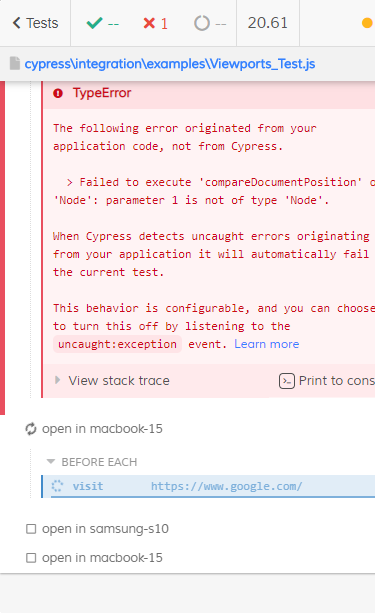 Tests -- 1 -- 20.61
cypress\integration\examples\Viewports_Test.js
TypeError
The following error originated from your
application code, not from Cypress.
> Failed to execute 'compareDocumentPosition' o
'Node': parameter 1 is not of type 'Node'.
When Cypress detects uncaught errors originating
from your application it will automatically fail
the current test.
This behavior is configurable, and you can choose
to turn this off by listening to the
uncaught:exception event. Learn more
View stack trace Print to cons
open in macbook-15
BEFORE EACH
visit https://www.google.com/
open in samsung-s10
open in macbook-15